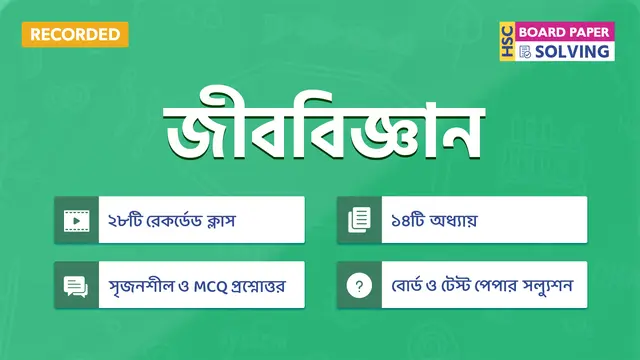 RECORDED
HSC
BOARD PAPER
SOLVING
জীববিজ্ঞান
২৮টি রেকর্ডেড ক্লাস
১৪টি অধ্যায়
সৃজনশীল ও MCQ প্রশ্নোত্তর
বোর্ড ও টেস্ট পেপার সল্যুশন